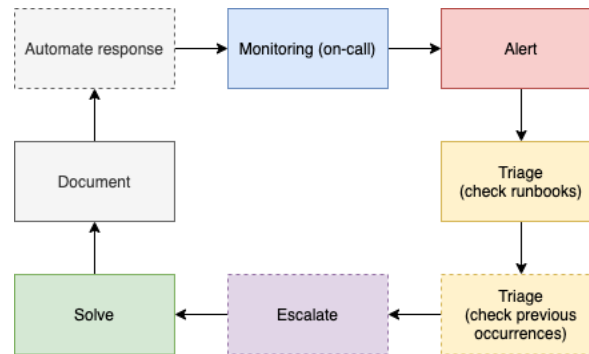 Automate response
Monitoring (on-call)
Alert
Document
Triage
(check runbooks)
Solve
Escalate
Triage
(check previous
occurrences)